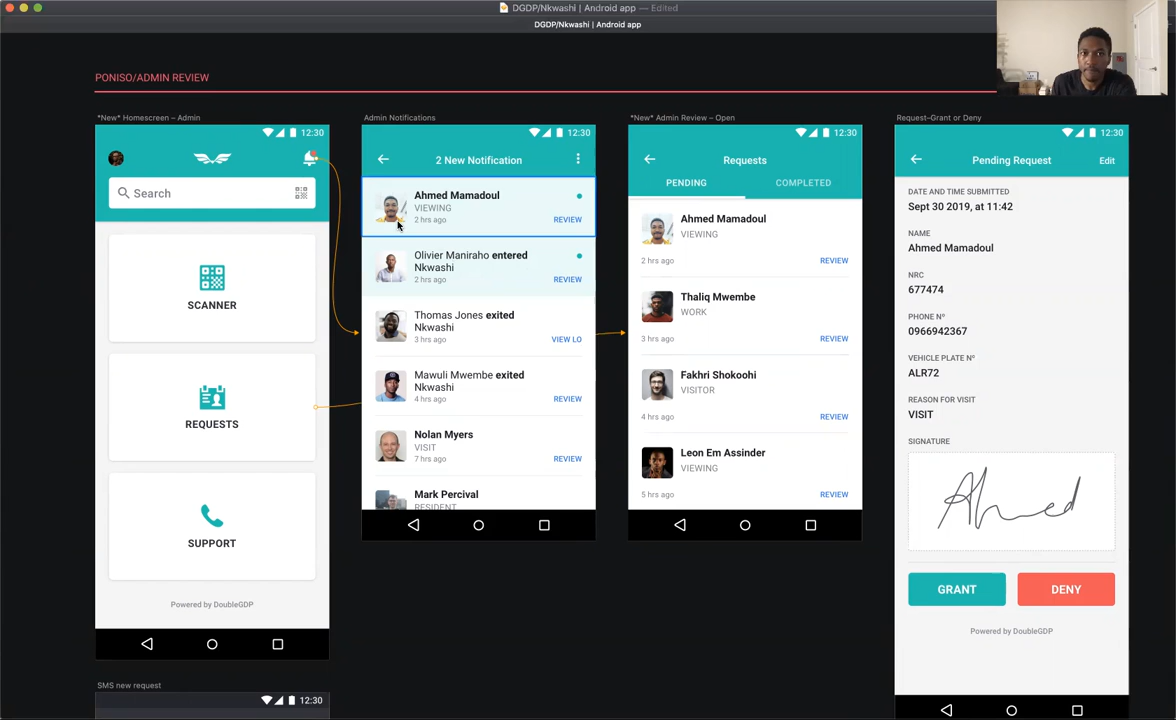 DGDP/Nkwashi | Android app — Edited
DGDP/Nkwashi | Android app
PONISO/ADMIN REVIEW
*New* Homescreen – Admin
12:30
Search
SCANNER
REQUESTS
SUPPORT
Powered by DoubleGDP
SMS new request
12:30
Admin Notifications
12:30
2 New Notification
Ahmed Mamadoul
VIEWING
2 hrs ago
REVIEW
Olivier Maniraho entered
Nkwashi
2 hrs ago
REVIEW
Thomas Jones exited
Nkwashi
3 hrs ago
VIEW LO
Mawuli Mwembe exited
Nkwashi
4 hrs ago
REVIEW
Nolan Myers
VISIT
7 hrs ago
REVIEW
Mark Percival
RESIDENT
*New* Admin Review – Open
12:30
Requests
PENDING
COMPLETED
Ahmed Mamadoul
VIEWING
2 hrs ago
REVIEW
Thaliq Mwembe
WORK
3 hrs ago
REVIEW
Fakhri Shokoohi
VISITOR
4 hrs ago
REVIEW
Leon Em Assinder
VIEWING
5 hrs ago
REVIEW
Request–Grant or Deny
12:30
Pending Request
Edit
DATE AND TIME SUBMITTED
Sept 30 2019, at 11:42
NAME
Ahmed Mamadoul
NRC
677474
PHONE Nº
0966942367
VEHICLE PLATE Nº
ALR72
REASON FOR VISIT
VISIT
SIGNATURE
Ahmed
GRANT
DENY
Powered by DoubleGDP